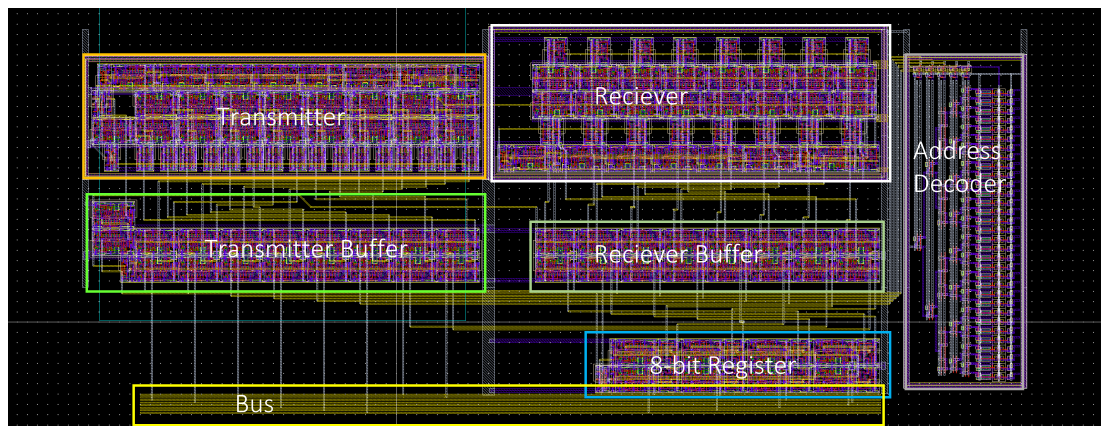 Transmitter
Reciever
Address
Decoder
Transmitter Buffer
Reciever Buffer
8-bit Register
Bus